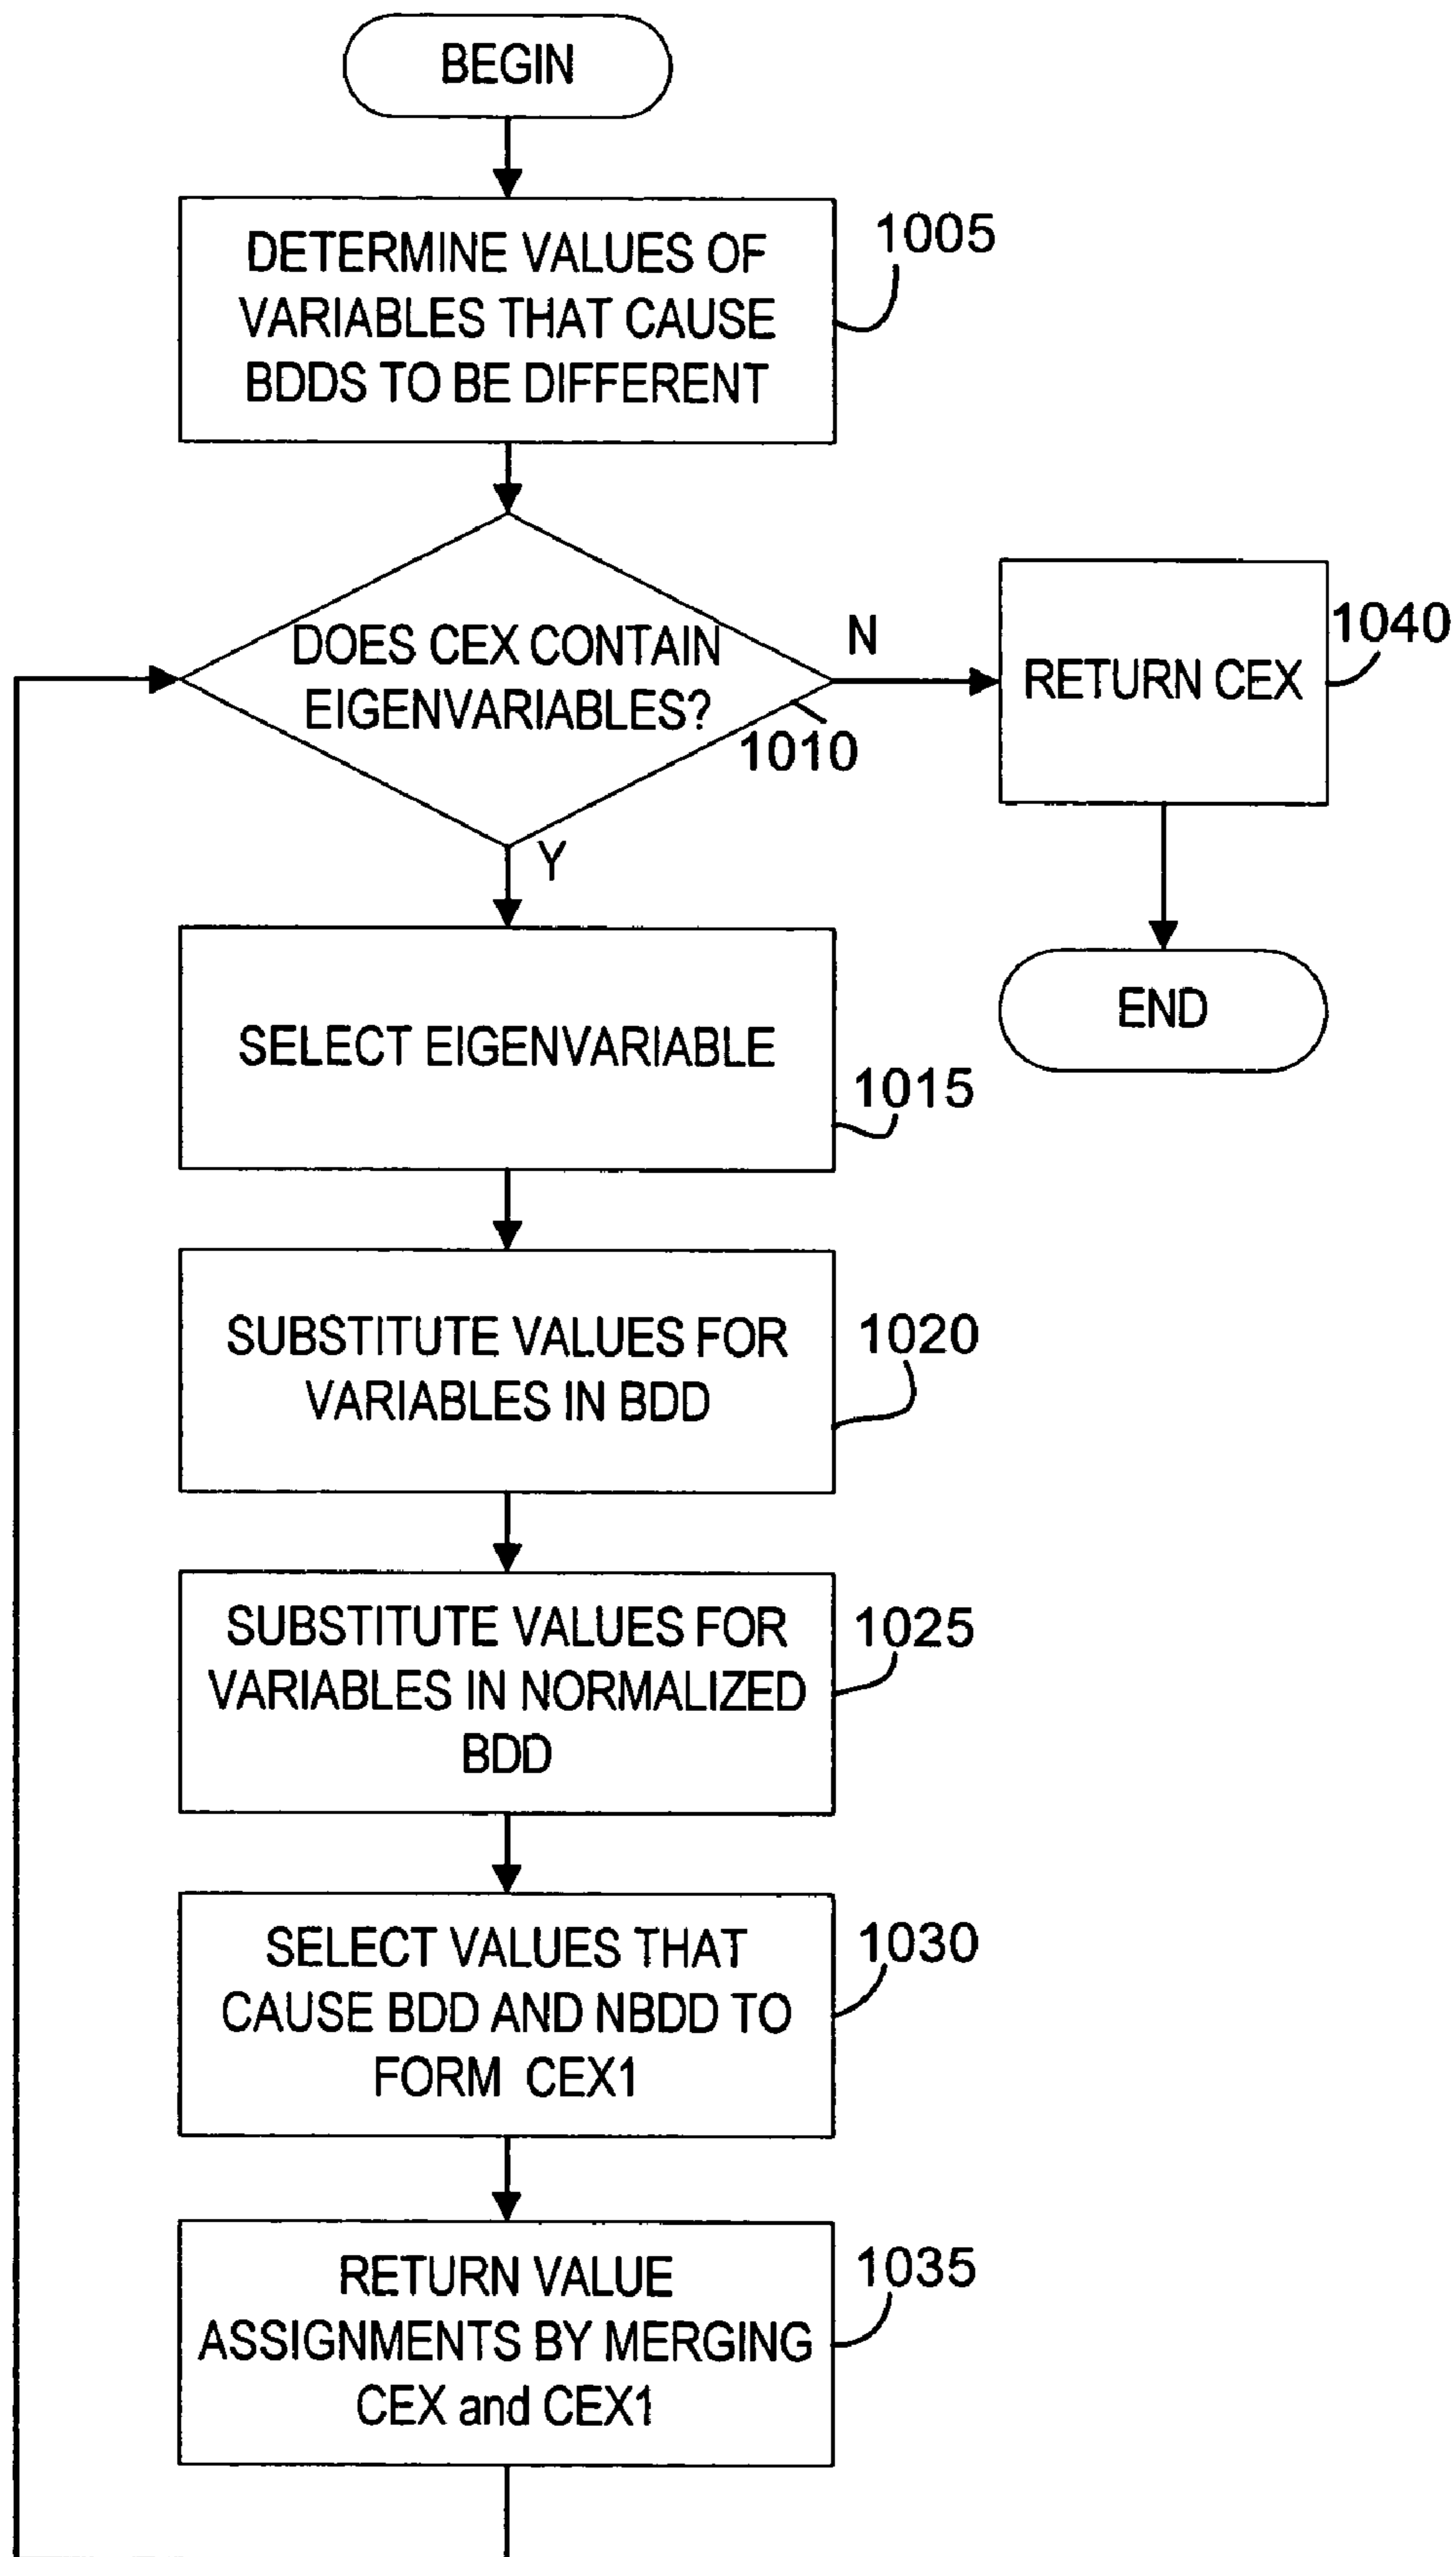 BEGIN
DETERMINE VALUES OF
VARIABLES THAT CAUSE
BDDS TO BE DIFFERENT
1005
DOES CEX CONTAIN
EIGENVARIABLES?
1010
N
RETURN CEX
1040
END
Y
SELECT EIGENVARIABLE
1015
SUBSTITUTE VALUES FOR
VARIABLES IN BDD
1020
SUBSTITUTE VALUES FOR
VARIABLES IN NORMALIZED
BDD
1025
SELECT VALUES THAT
CAUSE BDD AND NBDD TO
FORM CEX1
1030
RETURN VALUE
ASSIGNMENTS BY MERGING
CEX and CEX1
1035